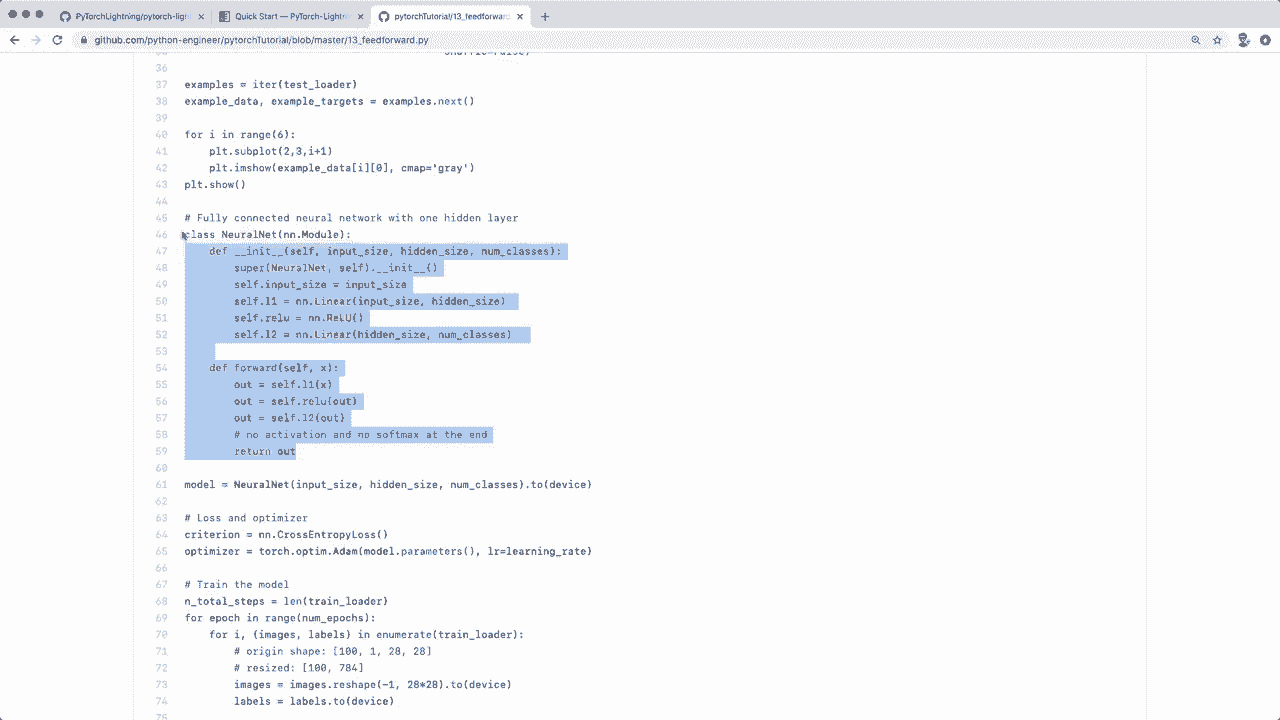 PyTorchLightning/pytorch-light
Quick Start — PyTorch-Lightn
pytorchTutorial/13_feedforward
github.com/python-engineer/pytorchTutorial/blob/master/13_feedforward.py
36
37 examples = iter(test_loader)
38 example_data, example_targets = examples.next()
39
40 for i in range(6):
41 plt.subplot(2,3,i+1)
42 plt.imshow(example_data[i][0], cmap='gray')
43 plt.show()
44
45 # Fully connected neural network with one hidden layer
46 class NeuralNet(nn.Module):
47 def __init__(self, input_size, hidden_size, num_classes):
48 super(NeuralNet, self).__init__()
49 self.input_size = input_size
50 self.l1 = nn.Linear(input_size, hidden_size)
51 self.relu = nn.ReLU()
52 self.l2 = nn.Linear(hidden_size, num_classes)
53
54 def forward(self, x):
55 out = self.l1(x)
56 out = self.relu(out)
57 out = self.l2(out)
58 # no activation and no softmax at the end
59 return out
60
61 model = NeuralNet(input_size, hidden_size, num_classes).to(device)
62
63 # Loss and optimizer
64 criterion = nn.CrossEntropyLoss()
65 optimizer = torch.optim.Adam(model.parameters(), lr=learning_rate)
66
67 # Train the model
68 n_total_steps = len(train_loader)
69 for epoch in range(num_epochs):
70 for i, (images, labels) in enumerate(train_loader):
71 # origin shape: [100, 1, 28, 28]
72 # resized: [100, 784]
73 images = images.reshape(-1, 28*28).to(device)
74 labels = labels.to(device)